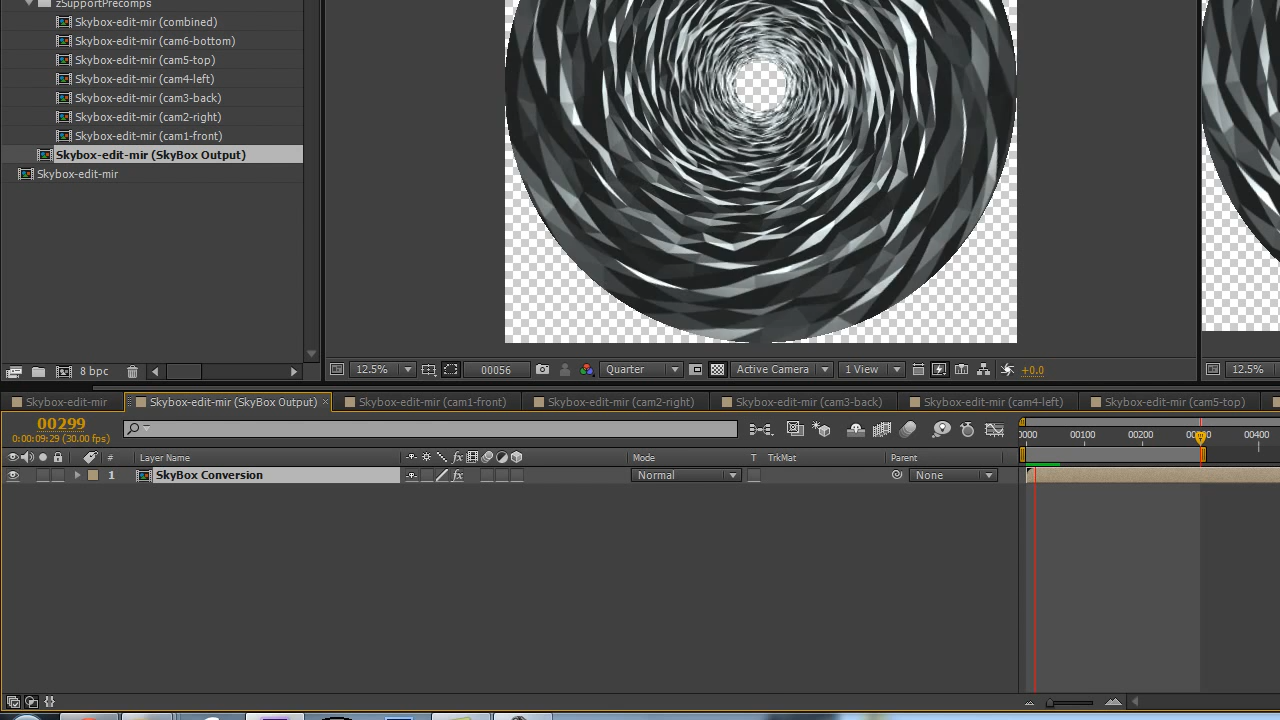 zSupportPrecomps
Skybox-edit-mir (combined)
Skybox-edit-mir (cam6-bottom)
Skybox-edit-mir (cam5-top)
Skybox-edit-mir (cam4-left)
Skybox-edit-mir (cam3-back)
Skybox-edit-mir (cam2-right)
Skybox-edit-mir (cam1-front)
Skybox-edit-mir (SkyBox Output)
Skybox-edit-mir
8 bpc
12.5% 00056 Quarter Active Camera 1 View +0.0 12.5%
Skybox-edit-mir Skybox-edit-mir (SkyBox Output) × Skybox-edit-mir (cam1-front) Skybox-edit-mir (cam2-right) Skybox-edit-mir (cam3-back) Skybox-edit-mir (cam4-left) Skybox-edit-mir (cam5-top)
00299
0:00:09:29 (30.00 fps)
0000 00100 00200 00300 00400
# Layer Name fx Mode T TrkMat Parent
1 SkyBox Conversion fx Normal None